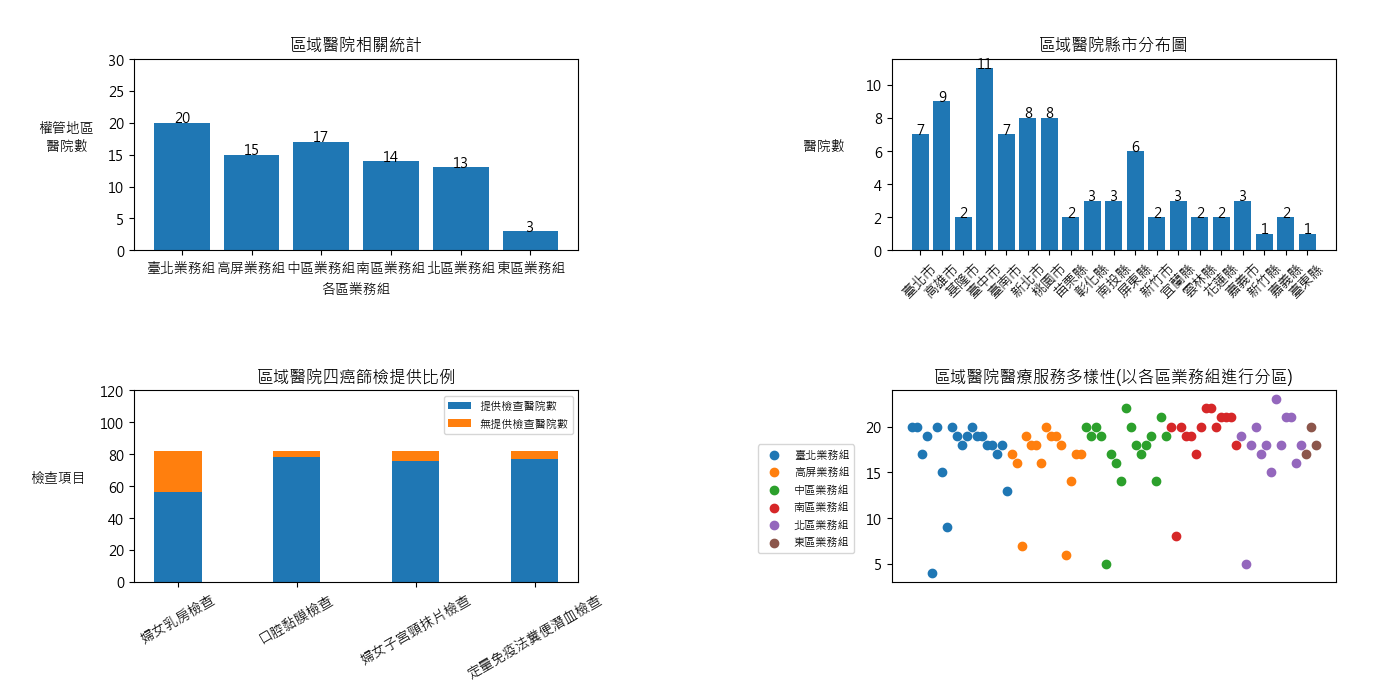 區域醫院相關統計
30
25
20
15
10
5
0
權管地區
醫院數
20
15
17
14
13
3
臺北業務組
高屏業務組
中區業務組
南區業務組
北區業務組
東區業務組
各區業務組
區域醫院縣市分布圖
10
8
6
4
2
0
醫院數
7
9
2
11
7
8
8
2
3
3
6
2
3
2
2
3
1
2
1
臺北市
高雄市
基隆市
臺中市
臺南市
新北市
桃園市
苗栗縣
彰化縣
南投縣
屏東縣
新竹市
宜蘭縣
雲林縣
花蓮縣
嘉義市
新竹縣
嘉義縣
臺東縣
區域醫院四癌篩檢提供比例
120
100
80
60
40
20
0
檢查項目
提供檢查醫院數
無提供檢查醫院數
婦女乳房檢查
口腔黏膜檢查
婦女子宮頸抹片檢查
定量免疫法糞便潛血檢查
區域醫院醫療服務多樣性(以各區業務組進行分區)
20
15
10
5
臺北業務組
高屏業務組
中區業務組
南區業務組
北區業務組
東區業務組